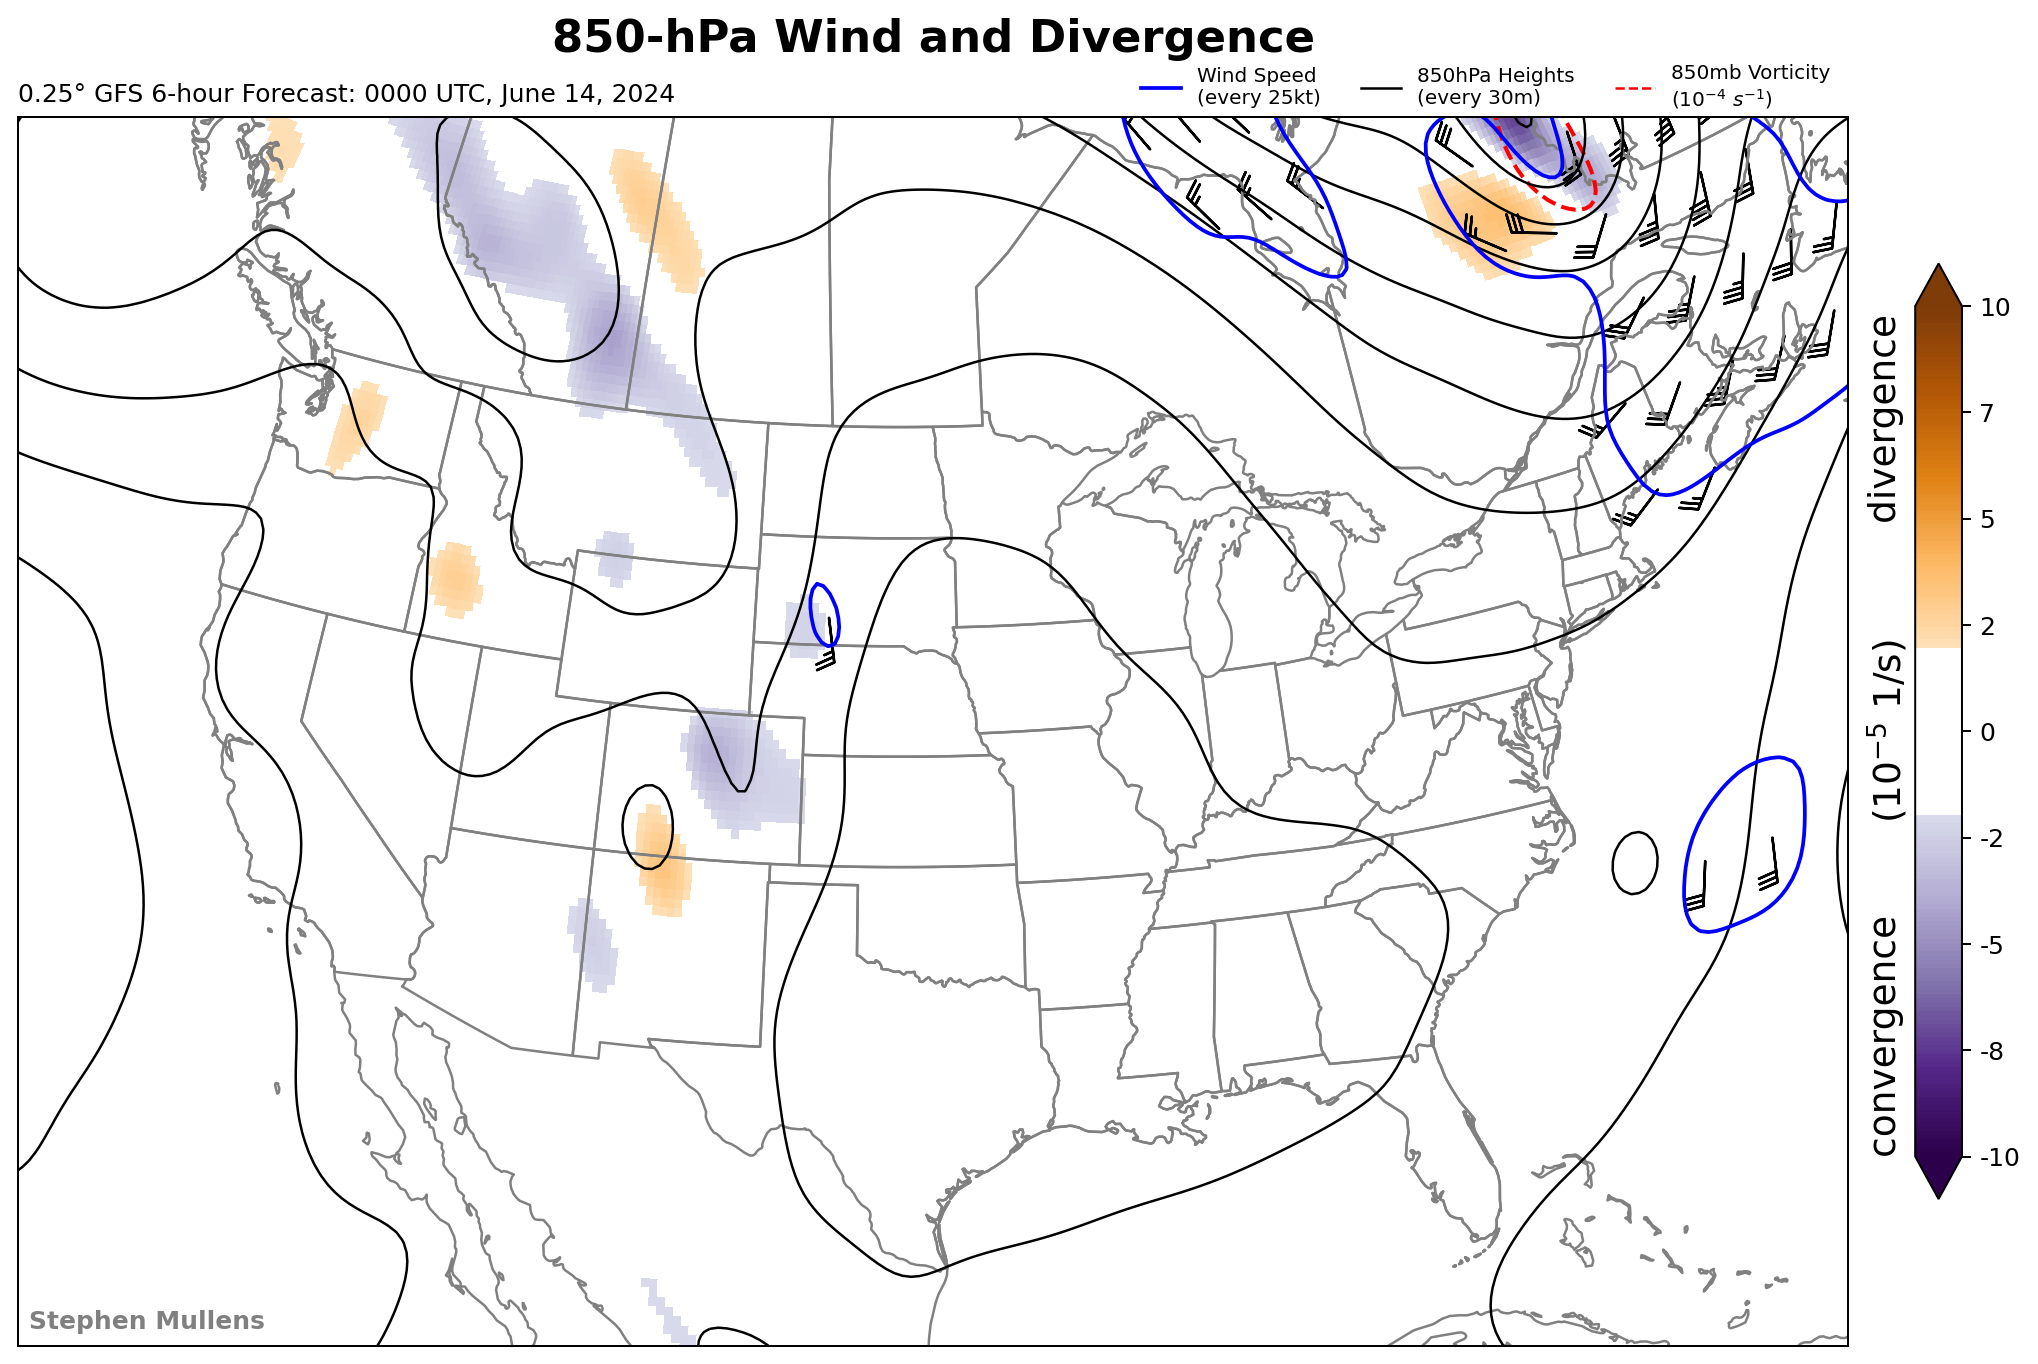 850-hPa Wind and Divergence
0.25° GFS 6-hour Forecast: 0000 UTC, June 14, 2024
Wind Speed
(every 25kt)
850hPa Heights
(every 30m)
850mb Vorticity
(10⁻⁴ s⁻¹)
10
7
5
2
0
-2
-5
-8
-10
convergence (10⁻⁵ 1/s) divergence
Stephen Mullens